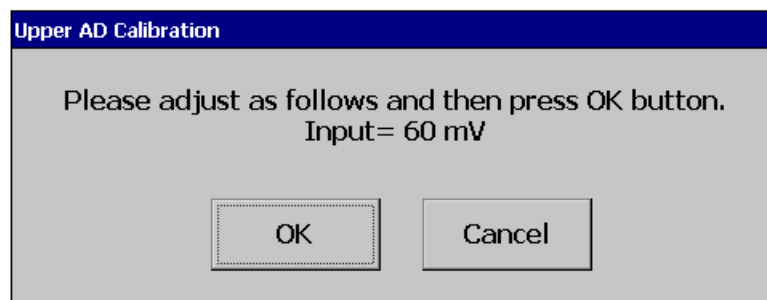 Upper AD Calibration
Please adjust as follows and then press OK button.
Input= 60 mV
OK Cancel